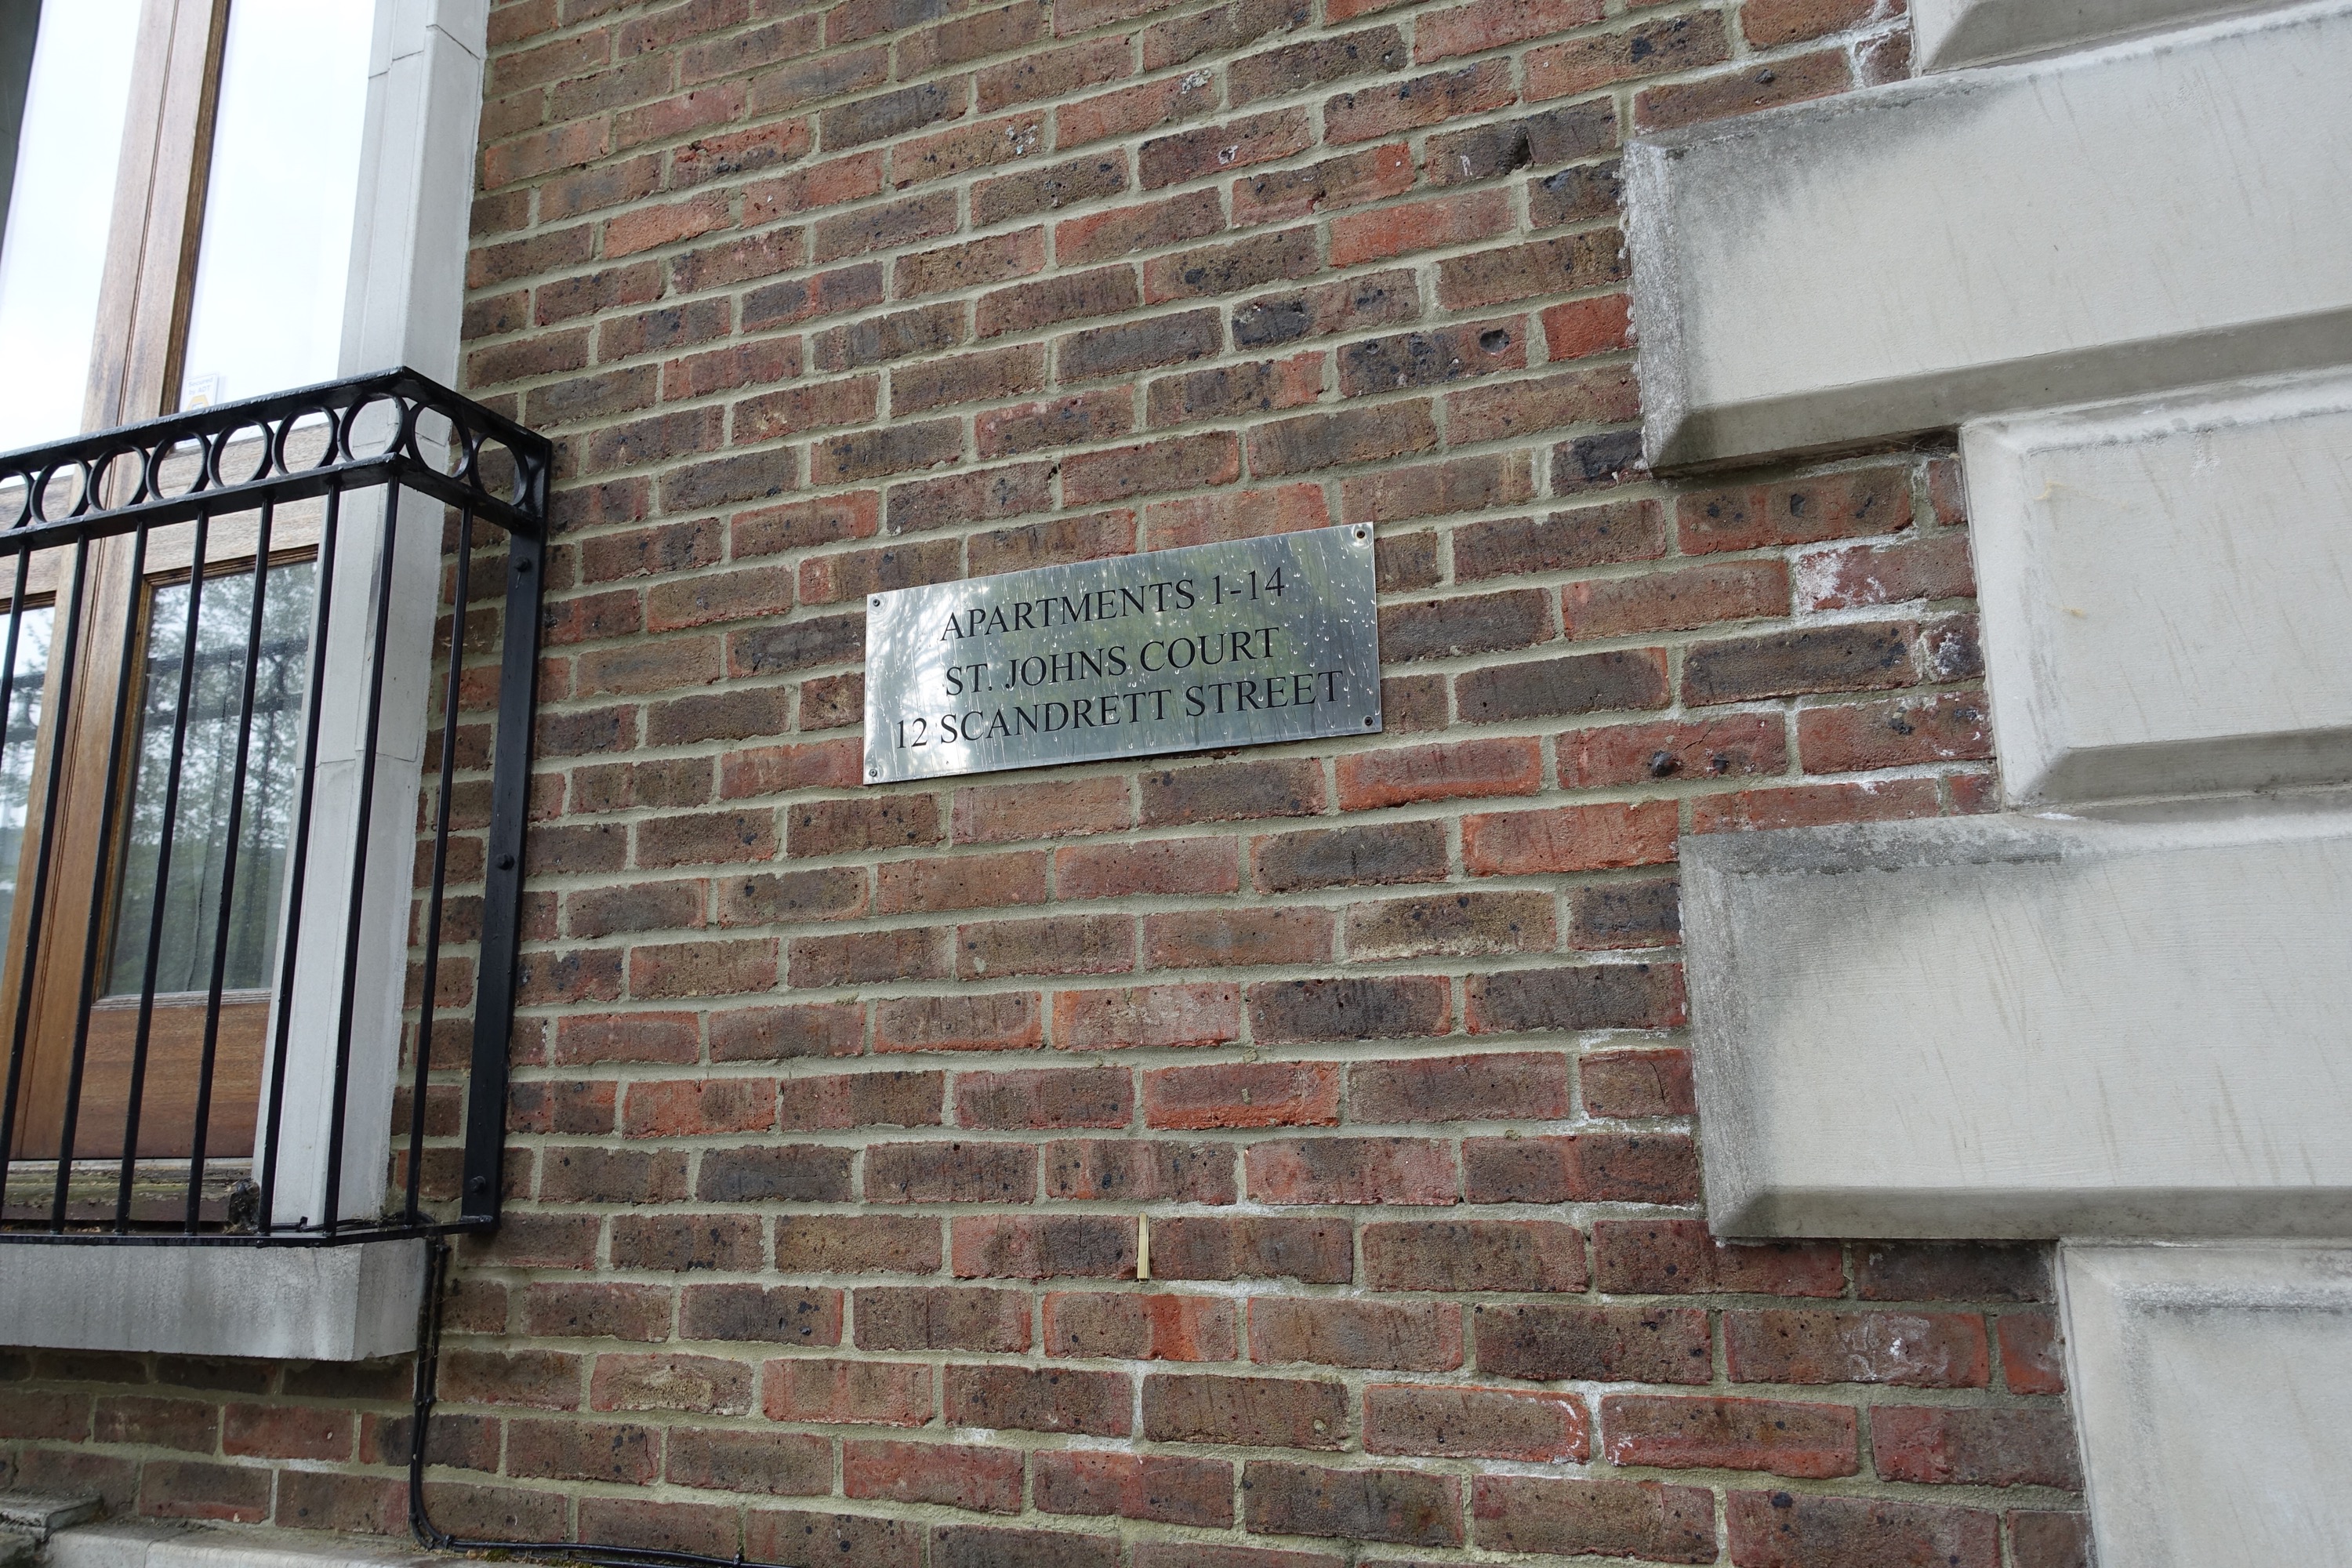 APARTMENTS 1-14
ST. JOHNS COURT
12 SCANDRETT STREET